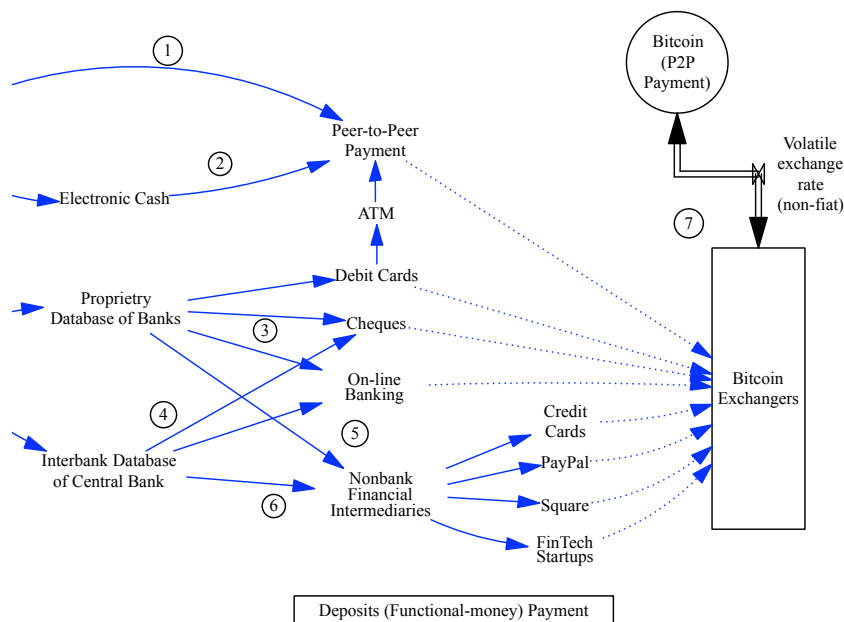 1
Bitcoin
(P2P
Payment)
Peer-to-Peer
Payment
Volatile
exchange
rate
(non-fiat)
2
Electronic Cash
ATM
7
Debit Cards
Proprietry
Database of Banks
3
Cheques
On-line
Banking
Bitcoin
Exchangers
4
5
Credit
Cards
Interbank Database
of Central Bank
PayPal
6
Nonbank
Financial
Intermediaries
Square
FinTech
Startups
Deposits (Functional-money) Payment